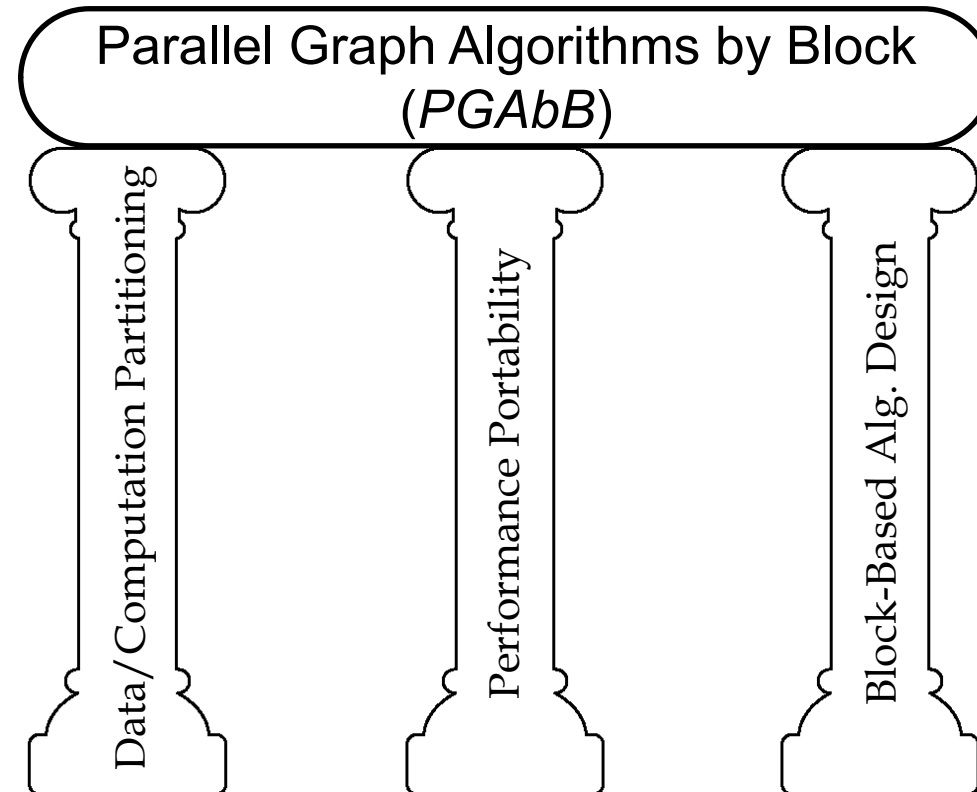 Parallel Graph Algorithms by Block
(PGAbB)
Data/Computation Partitioning
Performance Portability
Block-Based Alg. Design